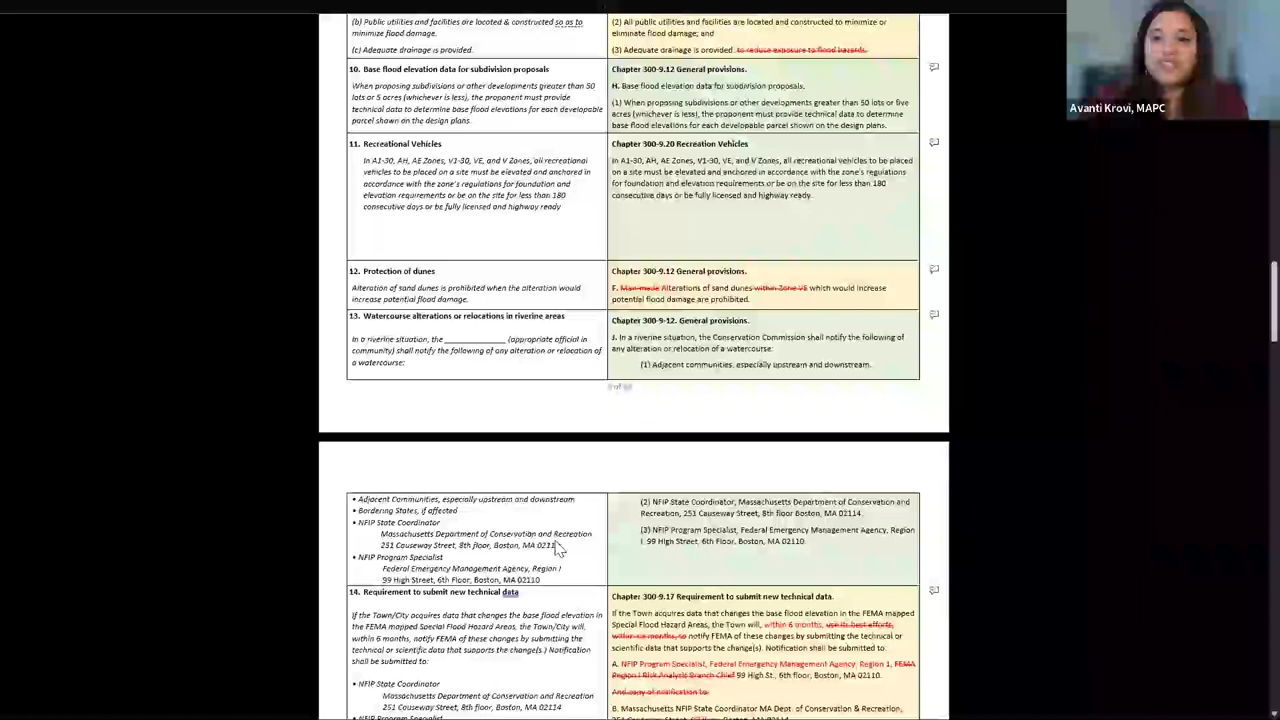 (b) Public utilities and facilities are located & constructed so as to
minimize flood damage.
(c) Adequate drainage is provided.
(2) All public utilities and facilities are located and constructed to minimize or
eliminate flood damage; and
(3) Adequate drainage is provided. to reduce exposure to flood hazards.
10. Base flood elevation data for subdivision proposals
When proposing subdivisions or other developments greater than 50
lots or 5 acres (whichever is less), the proponent must provide
technical data to determine base flood elevations for each developable
parcel shown on the design plans.
Chapter 300-9.12 General provisions.
H. Base flood elevation data for subdivision proposals.
(1) When proposing subdivisions or other developments greater than 50 lots or five
acres (whichever is less), the proponent must provide technical data to determine
base flood elevations for each developable parcel shown on the design plans.
11. Recreational Vehicles
In A1-30, AH, AE Zones, V1-30, VE, and V Zones, all recreational
vehicles to be placed on a site must be elevated and anchored in
accordance with the zone's regulations for foundation and
elevation requirements or be on the site for less than 180
consecutive days or be fully licensed and highway ready
Chapter 300-9.20 Recreation Vehicles
In A1-30, AH, AE Zones, V1-30, VE, and V Zones, all recreational vehicles to be placed
on a site must be elevated and anchored in accordance with the zone's regulations
for foundation and elevation requirements or be on the site for less than 180
consecutive days or be fully licensed and highway ready.
12. Protection of dunes
Alteration of sand dunes is prohibited when the alteration would
increase potential flood damage.
Chapter 300-9.12 General provisions.
F. Man-made Alterations of sand dunes within Zone VE which would increase
potential flood damage are prohibited.
13. Watercourse alterations or relocations in riverine areas
In a riverine situation, the ______________ (appropriate official in
community) shall notify the following of any alteration or relocation of
a watercourse:
Chapter 300-9-12. General provisions.
J. In a riverine situation, the Conservation Commission shall notify the following of
any alteration or relocation of a watercourse:
(1) Adjacent communities, especially upstream and downstream.
• Adjacent Communities, especially upstream and downstream
• Bordering States, if affected
• NFIP State Coordinator
Massachusetts Department of Conservation and Recreation
251 Causeway Street, 8th floor, Boston, MA 0211
• NFIP Program Specialist
Federal Emergency Management Agency, Region I
99 High Street, 6th Floor, Boston, MA 02110
(2) NFIP State Coordinator, Massachusetts Department of Conservation and
Recreation, 251 Causeway Street, 8th floor Boston, MA 02114.
(3) NFIP Program Specialist, Federal Emergency Management Agency, Region
I 99 High Street, 6th Floor, Boston, MA 02110.
14. Requirement to submit new technical data
If the Town/City acquires data that changes the base flood elevation in
the FEMA mapped Special Flood Hazard Areas, the Town/City will,
within 6 months, notify FEMA of these changes by submitting the
technical or scientific data that supports the change(s.) Notification
shall be submitted to:
• NFIP State Coordinator
Massachusetts Department of Conservation and Recreation
251 Causeway Street, 8th floor, Boston, MA 02114
• NFIP Program Specialist
Chapter 300-9.17 Requirement to submit new technical data.
If the Town acquires data that changes the base flood elevation in the FEMA mapped
Special Flood Hazard Areas, the Town will, within 6 months, use its best efforts,
within six months, to notify FEMA of these changes by submitting the technical or
scientific data that supports the change(s). Notification shall be submitted to:
A. NFIP Program Specialist, Federal Emergency Management Agency, Region 1, FEMA
Region I Risk Analysis Branch Chief 99 High St., 6th floor, Boston, MA 02110.
And copy of notification to:
B. Massachusetts NFIP State Coordinator MA Dept. of Conservation & Recreation,
Avanti Krovi, MAPC